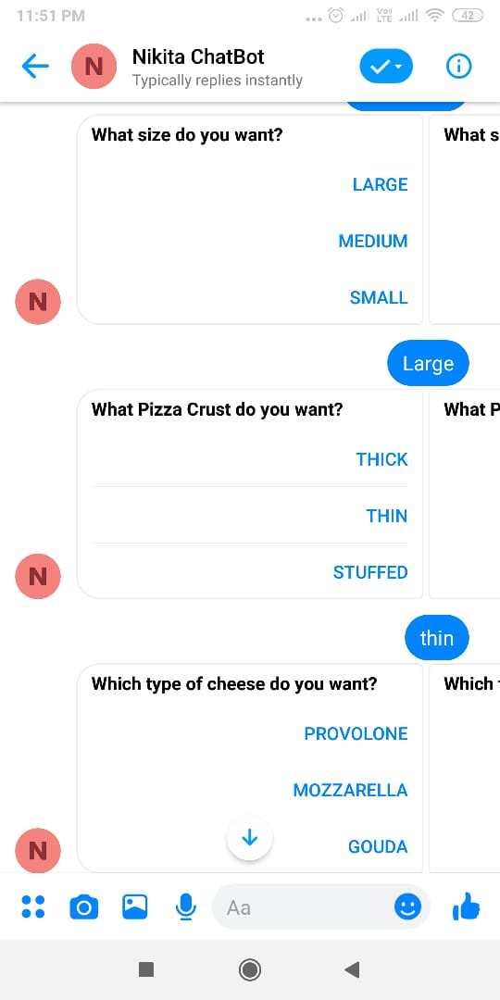 11:51 PM
Vo) LTE
42
N
Nikita ChatBot
Typically replies instantly
What size do you want?
What s
LARGE
MEDIUM
SMALL
N
Large
What Pizza Crust do you want?
What P
THICK
THIN
STUFFED
N
thin
Which type of cheese do you want?
Which
PROVOLONE
MOZZARELLA
GOUDA
N
Aa